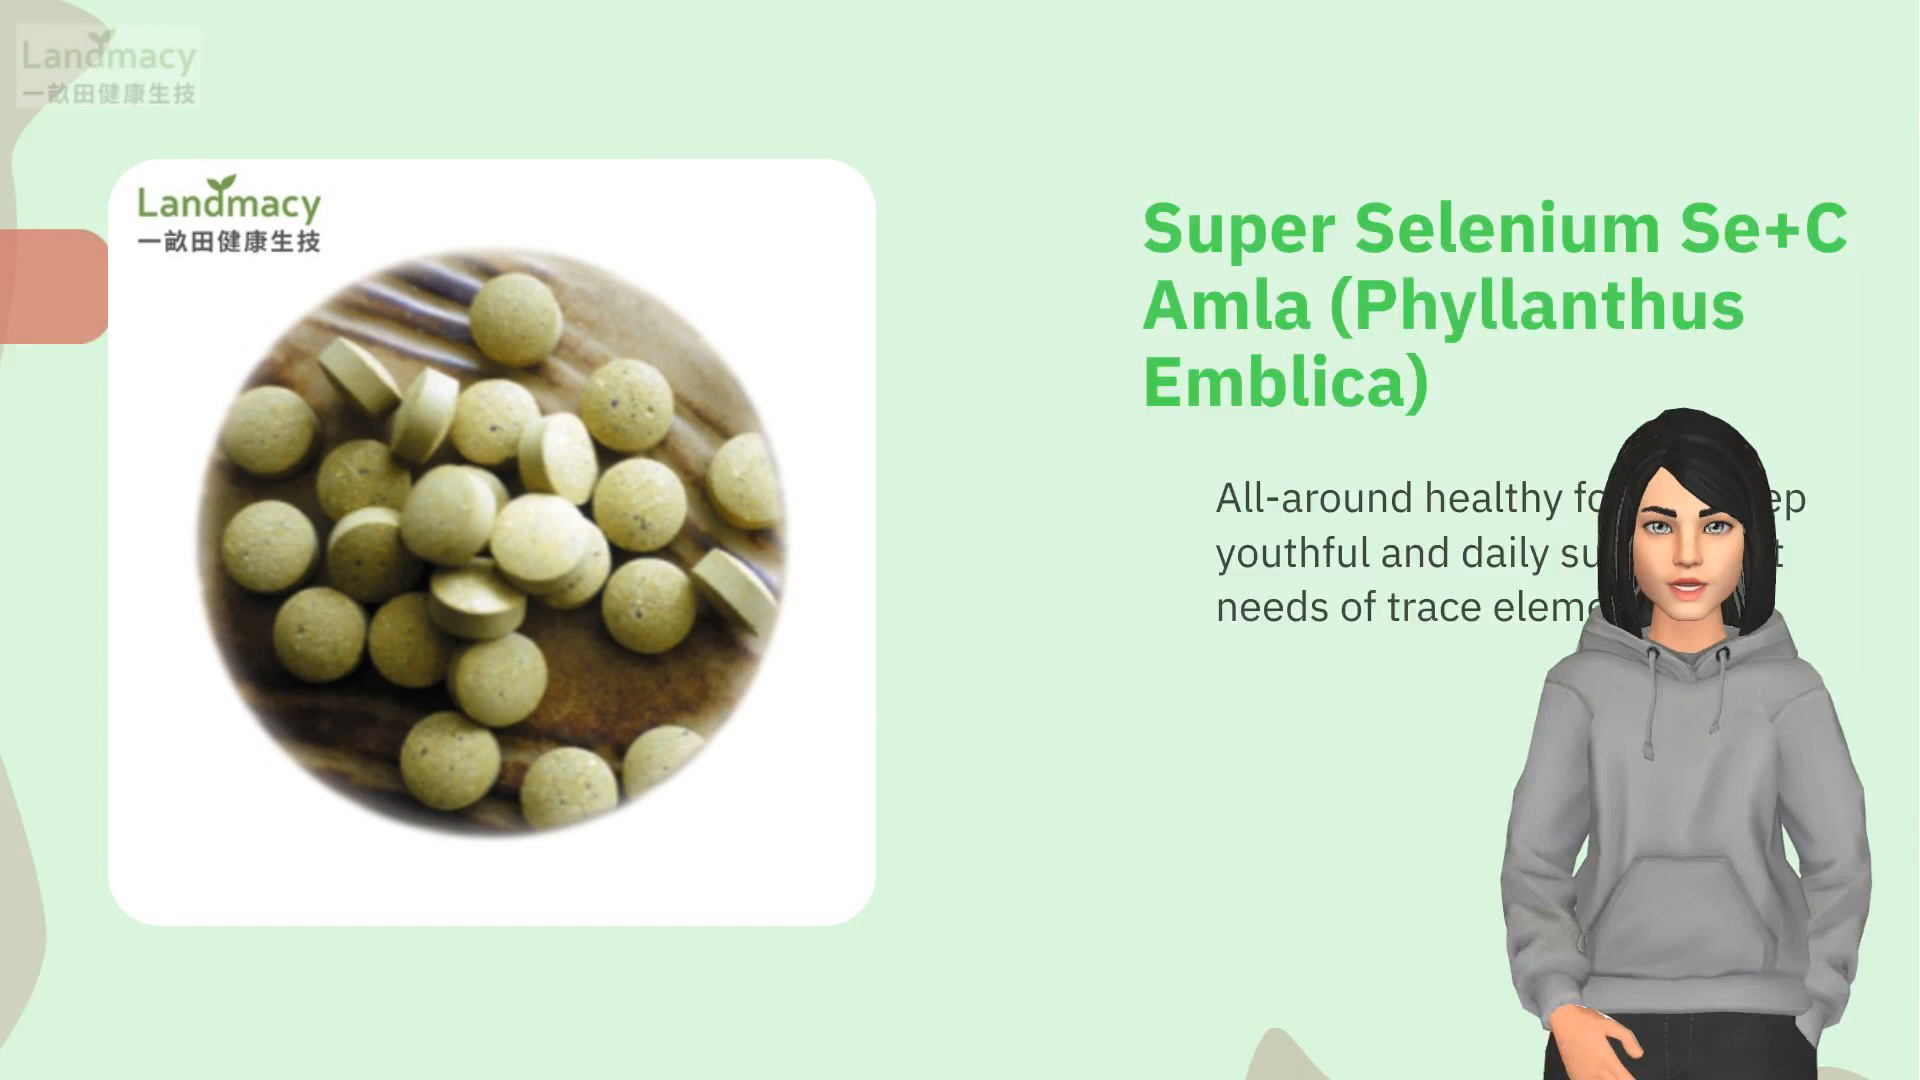 Landmacy
一畝田健康生技
Landmacy
一畝田健康生技
Super Selenium Se+C
Amla (Phyllanthus
Emblica)
All-around healthy
youthful and daily
needs of trace